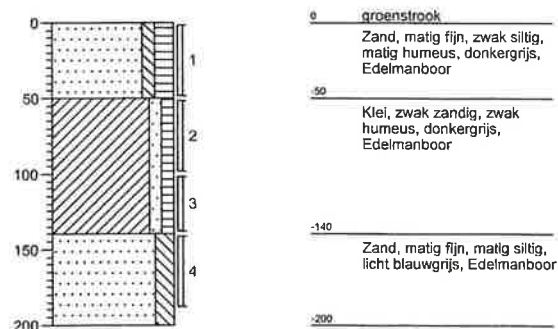 0
50
100
150
200
1
2
3
4
0 groenstrook
Zand, matig fijn, zwak siltig,
matig humeus, donkergrijs,
Edelmanboor
-50
Klei, zwak zandig, zwak
humeus, donkergrijs,
Edelmanboor
-140
Zand, matig fijn, matig siltig,
licht blauwgrijs, Edelmanboor
-200